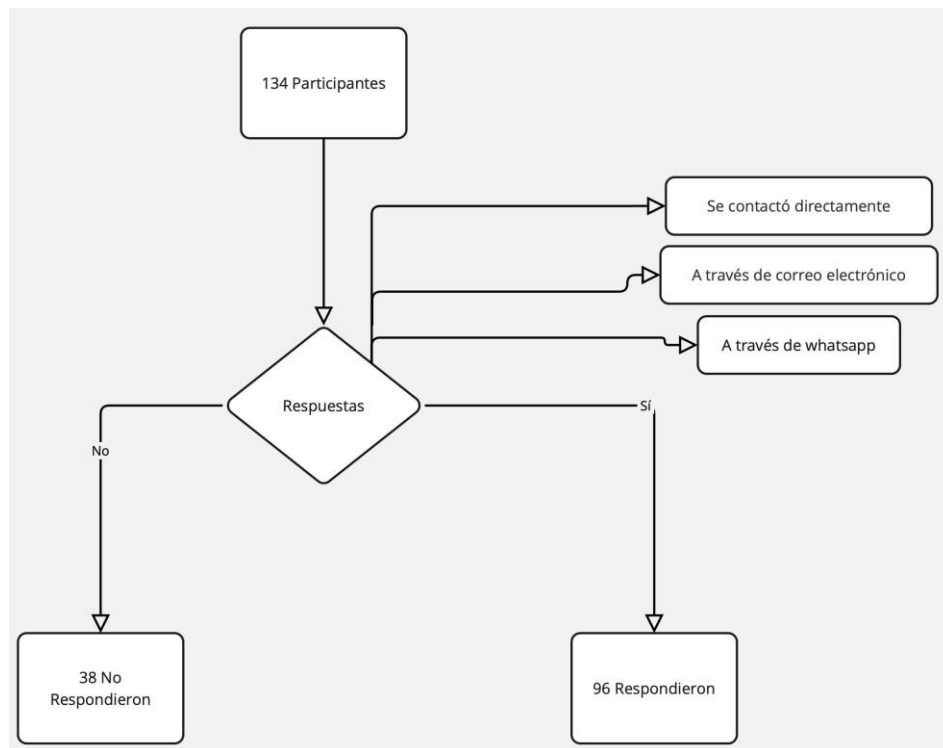 134 Participantes
Se contactó directamente
A través de correo electrónico
A través de whatsapp
Respuestas
Sí
No
38 No
Respondieron
96 Respondieron